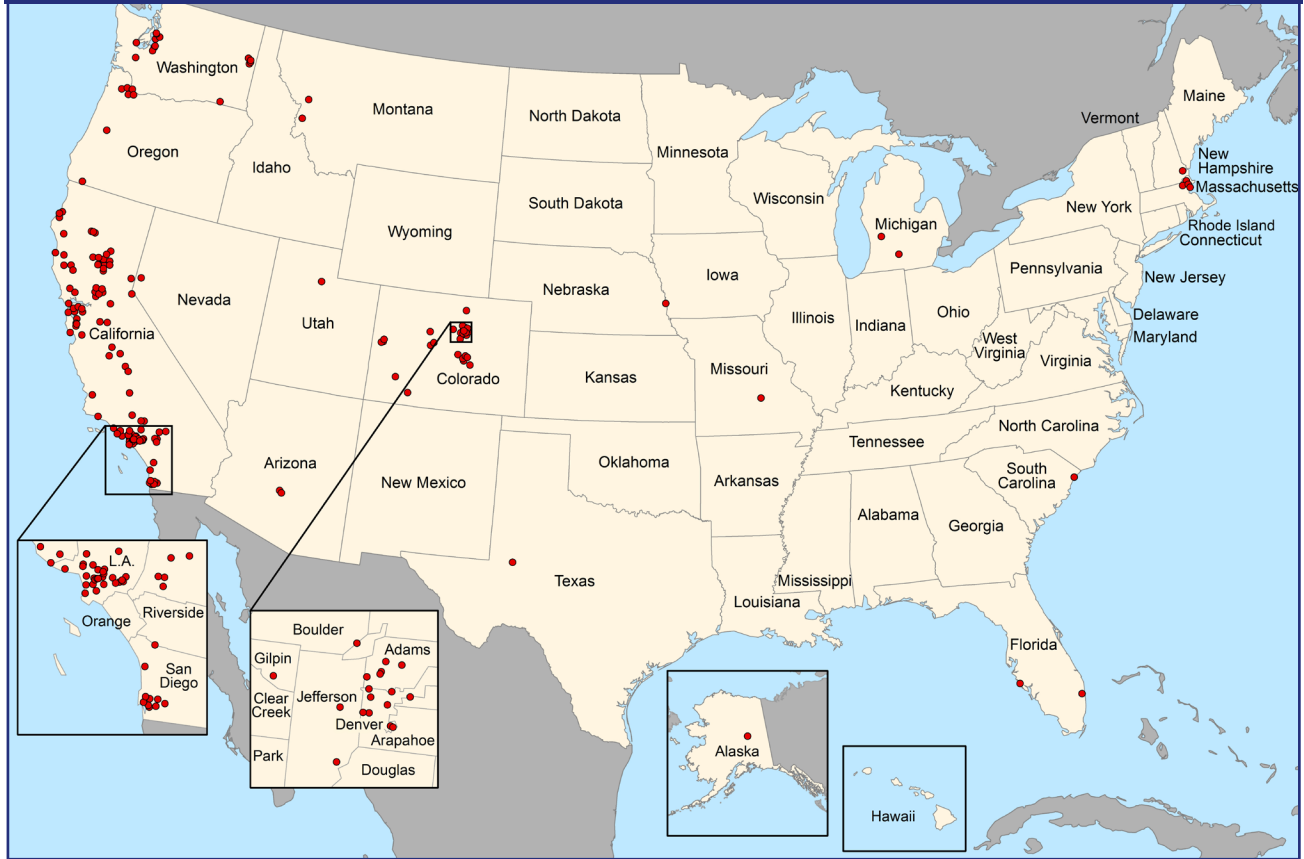 Washington
Montana
North Dakota
Minnesota
Maine
Vermont
Oregon
Idaho
New
Hampshire
Massachusetts
Wisconsin
South Dakota
Wyoming
Michigan
New York
Rhode Island
Connecticut
Pennsylvania
New Jersey
Iowa
Nebraska
Nevada
Utah
California
Illinois
Indiana
Ohio
Delaware
Maryland
West
Virginia
Virginia
Colorado
Kansas
Missouri
Kentucky
North Carolina
Tennessee
Arizona
New Mexico
Oklahoma
Arkansas
South
Carolina
Alabama
Georgia
Texas
Mississippi
Louisiana
Florida
L.A.
Riverside
Orange
San
Diego
Boulder
Adams
Gilpin
Clear
Creek
Jefferson
Denver
Arapahoe
Park
Douglas
Alaska
Hawaii